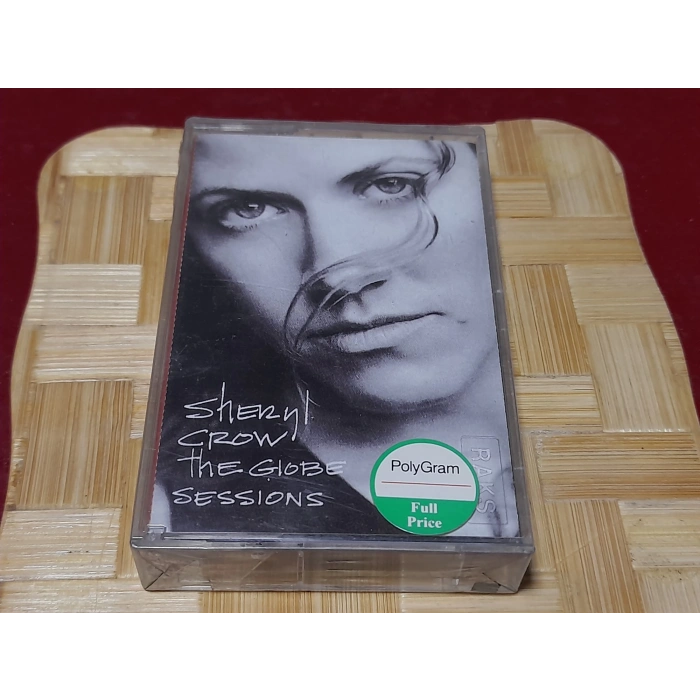 Sheryl
CROW
the GLOBE
SESSIONS
PolyGram
Full
Price
RAKS